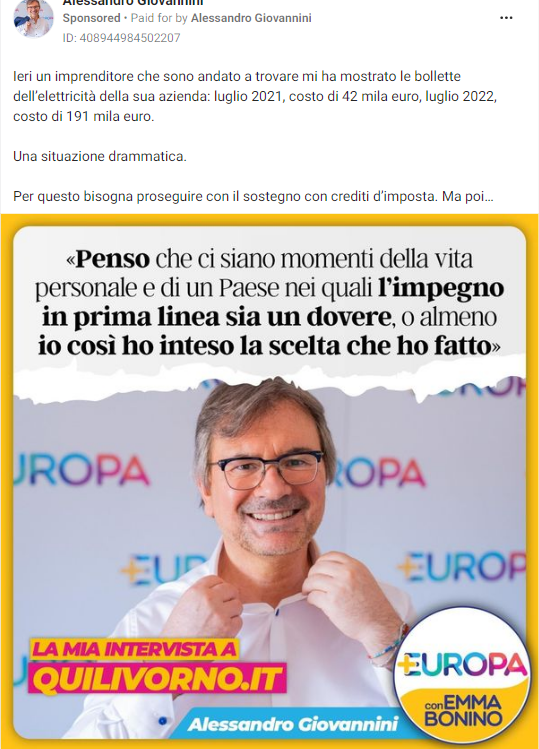 Alessandro Giovannini
Sponsored • Paid for by Alessandro Giovannini
ID: 408944984502207
Ieri un imprenditore che sono andato a trovare mi ha mostrato le bollette
dell'elettricità della sua azienda: luglio 2021, costo di 42 mila euro, luglio 2022,
costo di 191 mila euro.
Una situazione drammatica.
Per questo bisogna proseguire con il sostegno con crediti d'imposta. Ma poi...
«Penso che ci siano momenti della vita
personale e di un Paese nei quali l'impegno
in prima linea sia un dovere, o almeno
io così ho inteso la scelta che ho fatto»
UROPA
ROPA
+EUR
+EUROP
LA MIA INTERVISTA A
QUILIVORNO.IT
Alessandro Giovannini
+EUROPA
con EMMA
BONINO